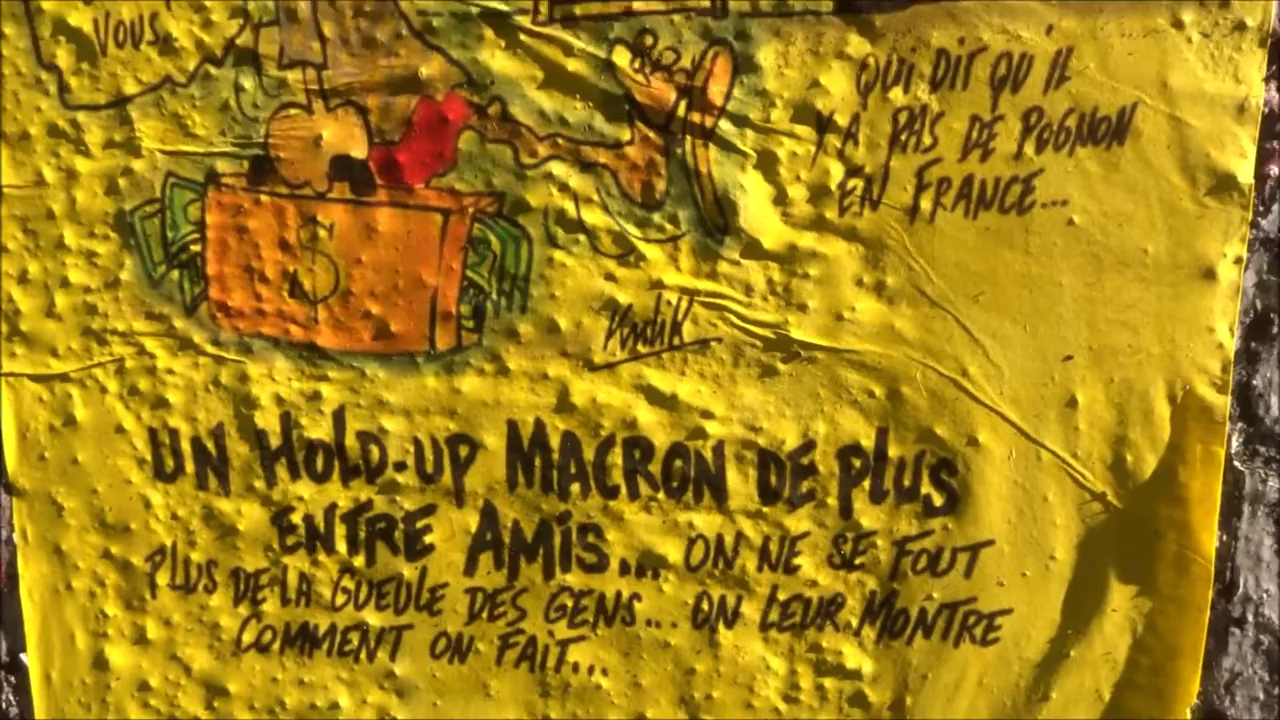 VOUS..
QUI DIT QU'IL
Y A PAS DE POGNON
EN FRANCE...
$
KaliK
UN HOLD-UP MACRON DE PLUS
ENTRE AMIS... ON NE SE FOUT
PLUS DE LA GUEULE DES GENS... ON LEUR MONTRE
COMMENT ON FAIT...